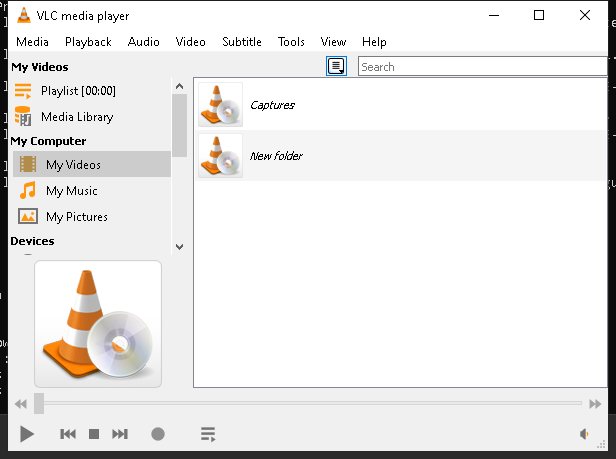 VLC media player
Media Playback Audio Video Subtitle Tools View Help
My Videos
Search
Playlist [00:00]
Media Library
My Computer
My Videos
My Music
My Pictures
Devices
Captures
New folder